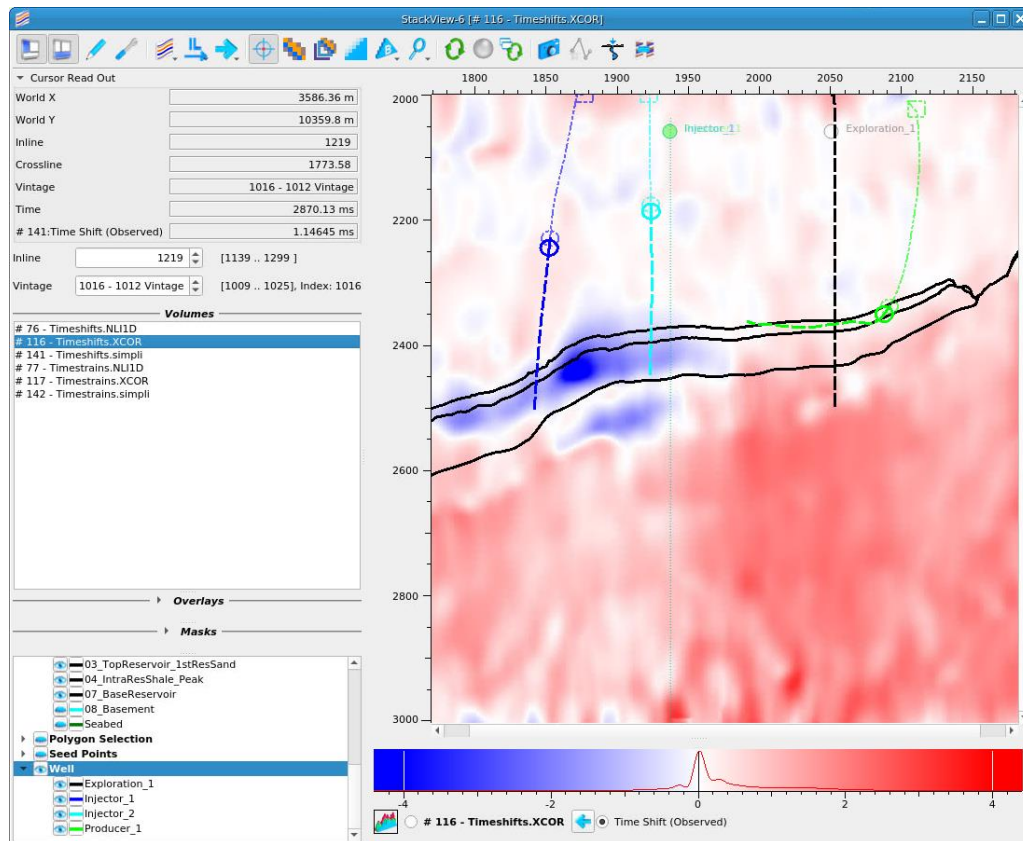 StackView-6 [# 116 - Timeshifts.XCOR]
Cursor Read Out
World X 3586.36 m
World Y 10359.8 m
Inline 1219
Crossline 1773.58
Vintage 1016 - 1012 Vintage
Time 2870.13 ms
# 141:Time Shift (Observed) 1.14645 ms
Inline 1219 [1139 .. 1299 ]
Vintage 1016 - 1012 Vintage [1009 .. 1025], Index: 1016
Volumes
# 76 - Timeshifts.NLI1D
# 116 - Timeshifts.XCOR
# 141 - Timeshifts.simpli
# 77 - Timestrains.NLI1D
# 117 - Timestrains.XCOR
# 142 - Timestrains.simpli
Overlays
Masks
03_TopReservoir_1stResSand
04_IntraResShale_Peak
07_BaseReservoir
08_Basement
Seabed
Polygon Selection
Seed Points
Well
Exploration_1
Injector_1
Injector_2
Producer_1
1800 1850 1900 1950 2000 2050 2100 2150
2000
2200
2400
2600
2800
3000
Injector_1
Exploration_1
-4 -2 0 2 4
# 116 - Timeshifts.XCOR Time Shift (Observed)